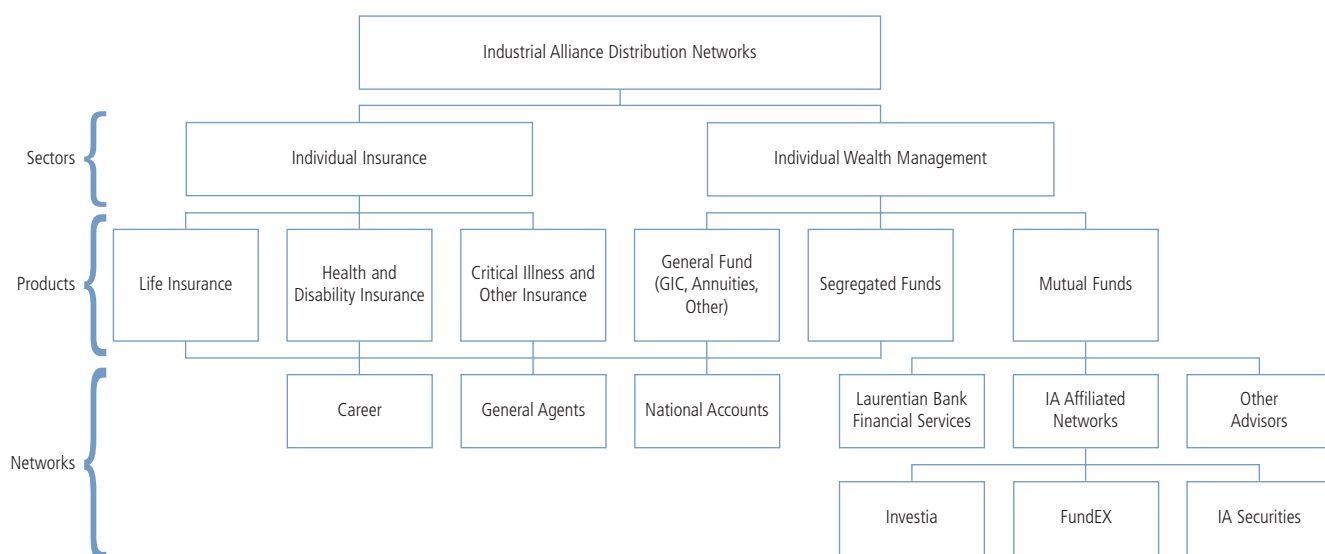 Industrial Alliance Distribution Networks
Sectors
Individual Insurance
Individual Wealth Management
Products
Life Insurance
Health and
Disability Insurance
Critical Illness and
Other Insurance
General Fund
(GIC, Annuities,
Other)
Segregated Funds
Mutual Funds
Networks
Career
General Agents
National Accounts
Laurentian Bank
Financial Services
IA Affiliated
Networks
Other
Advisors
Investia
FundEX
IA Securities